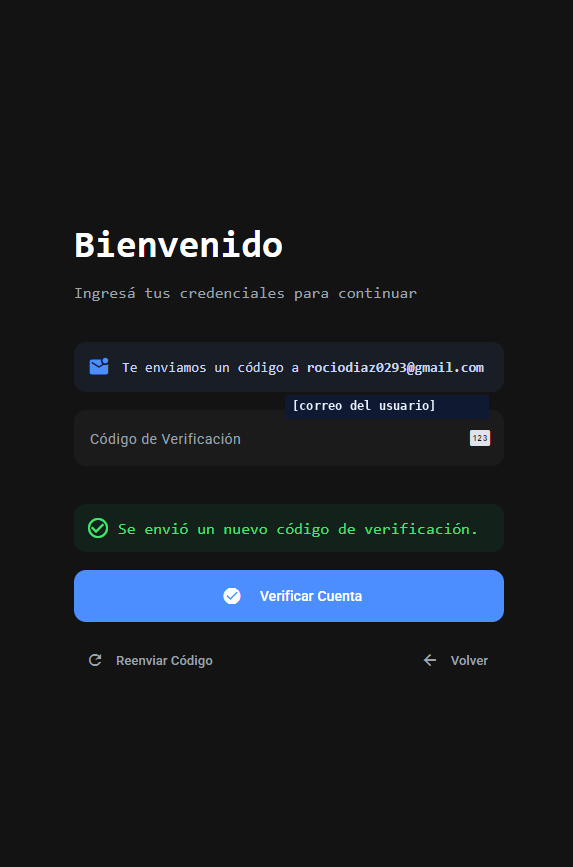 Bienvenido
Ingresá tus credenciales para continuar
Te enviamos un código a rociodiaz0293@gmail.com
[correo del usuario]
Código de Verificación
123
Se envió un nuevo código de verificación.
Verificar Cuenta
Reenviar Código
Volver